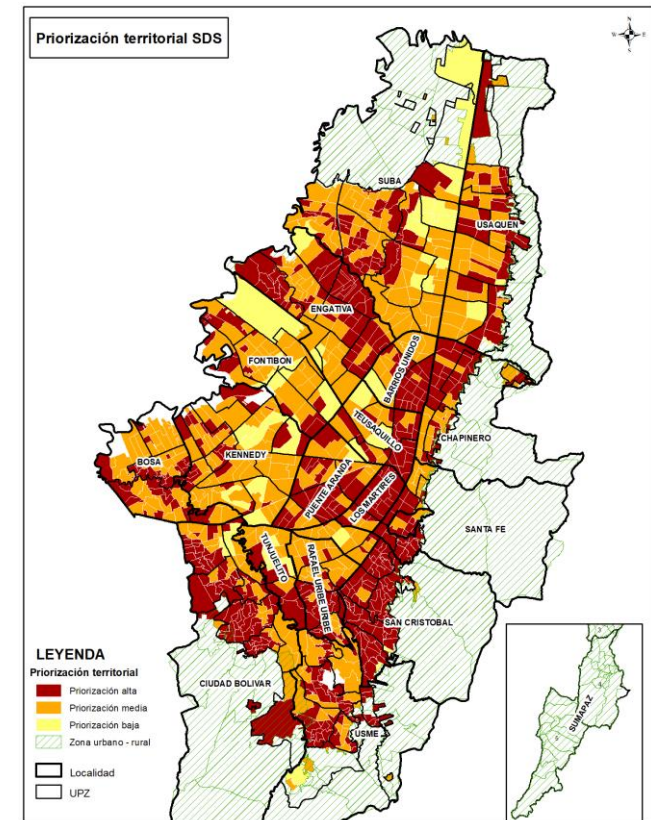 Priorización territorial SDS
N
W
E
S
SUBA
USAQUEN
ENGATIVA
BARRIOS UNIDOS
FONTIBON
TEUSAQUILLO
CHAPINERO
BOSA
KENNEDY
PUENTE ARANDA
LOS MARTIRES
SANTA FE
TUNJUELITO
RAFAEL URIBE URIBE
SAN CRISTOBAL
LEYENDA
Priorización territorial
Priorización alta
Priorización media
Priorización baja
Zona urbano - rural
Localidad
UPZ
CIUDAD BOLIVAR
USME
SUMAPAZ